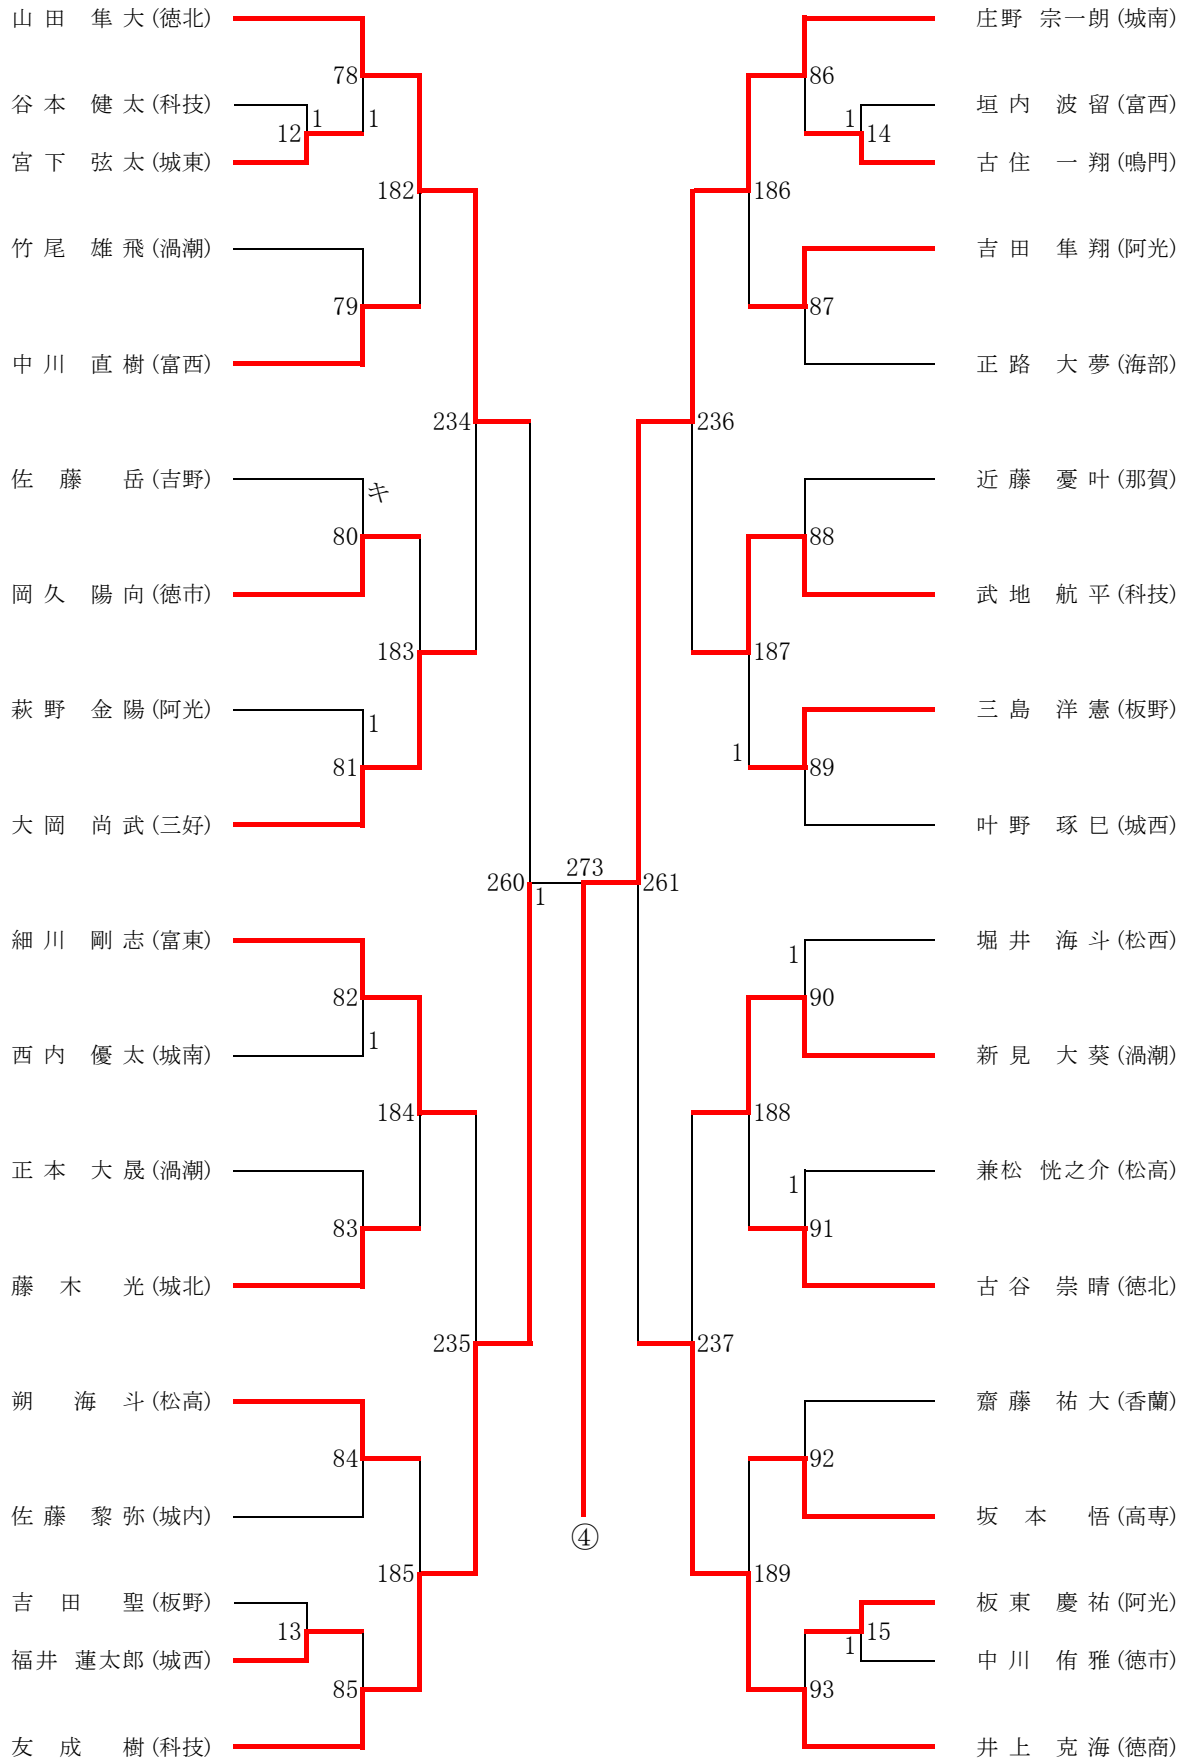 山田 隼大 (徳北)
78
谷本 健太 (科技)
1
12
1
宮下 弦太 (城東)
182
竹尾 雄飛 (渦潮)
79
中川 直樹 (富西)
234
佐藤 岳 (吉野)
キ
80
岡久 陽向 (徳市)
183
萩野 金陽 (阿光)
1
81
大岡 尚武 (三好)
260
1
細川 剛志 (富東)
82
西内 優太 (城南)
1
184
正本 大晟 (渦潮)
83
藤木 光 (城北)
235
朔 海斗 (松高)
84
佐藤 黎弥 (城内)
185
吉田 聖 (板野)
13
福井 蓮太郎 (城西)
85
友成 樹 (科技)
273
④
庄野 宗一朗 (城南)
86
垣内 波留 (富西)
1
14
古住 一翔 (鳴門)
186
吉田 隼翔 (阿光)
87
正路 大夢 (海部)
236
近藤 憂叶 (那賀)
88
武地 航平 (科技)
187
三島 洋憲 (板野)
1
89
叶野 琢巳 (城西)
261
堀井 海斗 (松西)
1
90
新見 大葵 (渦潮)
188
兼松 恍之介 (松高)
1
91
古谷 崇晴 (徳北)
237
齋藤 祐大 (香蘭)
92
坂本 悟 (高専)
189
板東 慶祐 (阿光)
15
1
中川 侑雅 (徳市)
93
井上 克海 (徳商)